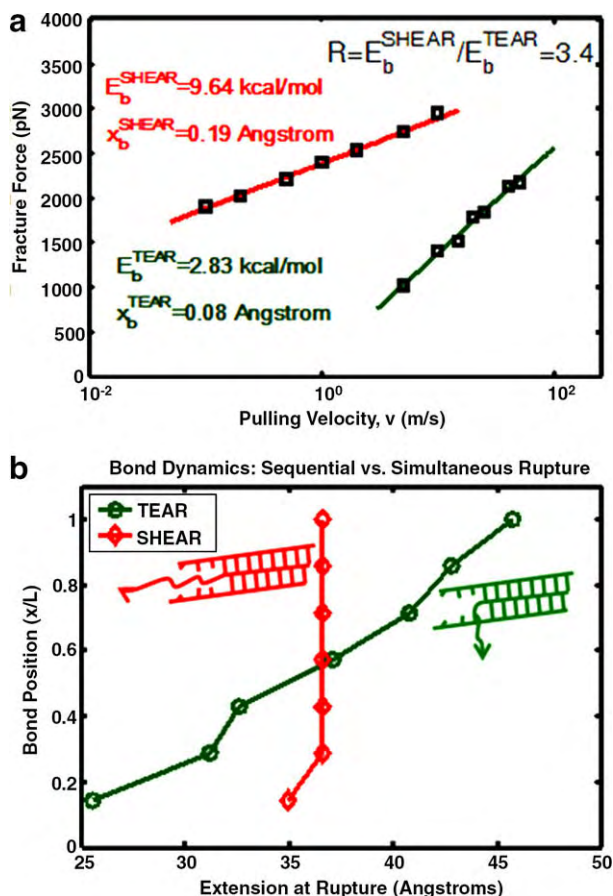 a
4000
3500
3000
2500
2000
1500
1000
500
0
Fracture Force (pN)
R=E_b^SHEAR/E_b^TEAR=3.4
E_b^SHEAR=9.64 kcal/mol
x_b^SHEAR=0.19 Angstrom
E_b^TEAR=2.83 kcal/mol
x_b^TEAR=0.08 Angstrom
10^-2 10^0 10^2
Pulling Velocity, v (m/s)
b
Bond Dynamics: Sequential vs. Simultaneous Rupture
TEAR
SHEAR
1
0.8
0.6
0.4
0.2
0
Bond Position (x/L)
25 30 35 40 45 50
Extension at Rupture (Angstroms)